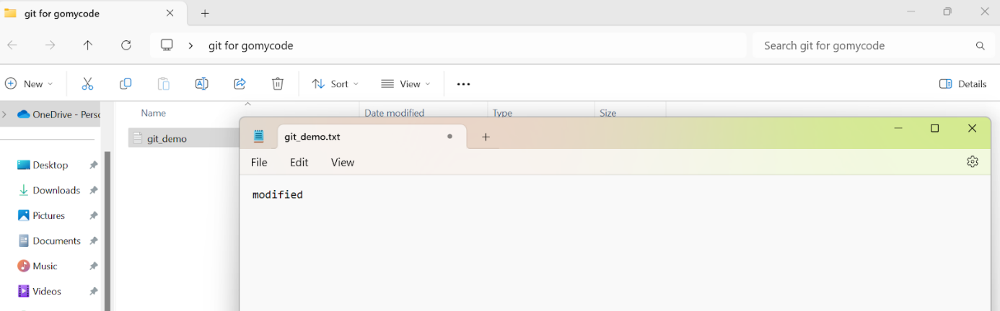 git for gomycode
git for gomycode
Search git for gomycode
New
Sort
View
Details
OneDrive - Perso
Name
Date modified
Type
Size
git_demo
git_demo.txt
File
Edit
View
modified
Desktop
Downloads
Pictures
Documents
Music
Videos